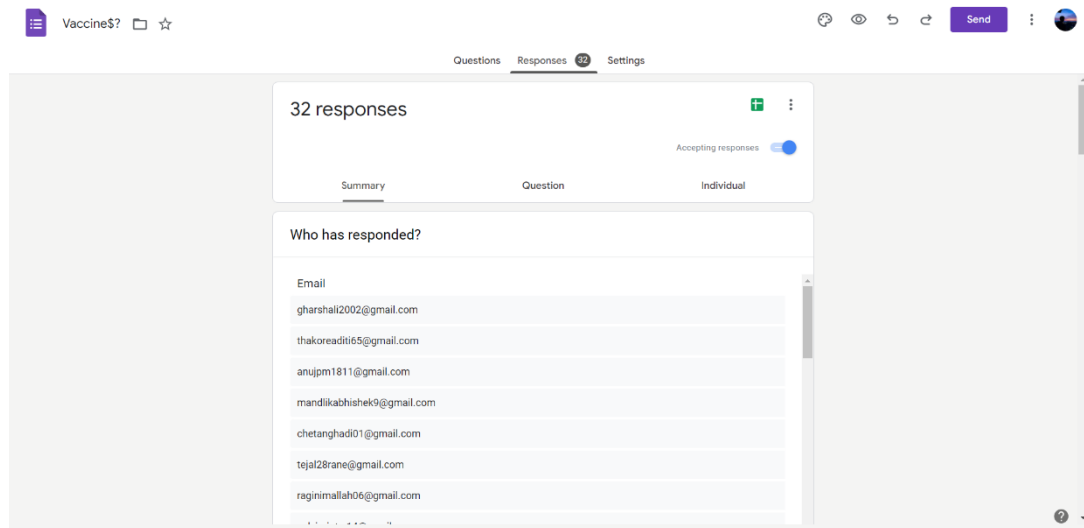 Vaccine$?
Send
Questions Responses 32 Settings
32 responses
Accepting responses
Summary Question Individual
Who has responded?
Email
gharshali2002@gmail.com
thakoreaditi65@gmail.com
anujpm1811@gmail.com
mandlikabhishek9@gmail.com
chetanghadi01@gmail.com
tejal28rane@gmail.com
raginimallah06@gmail.com